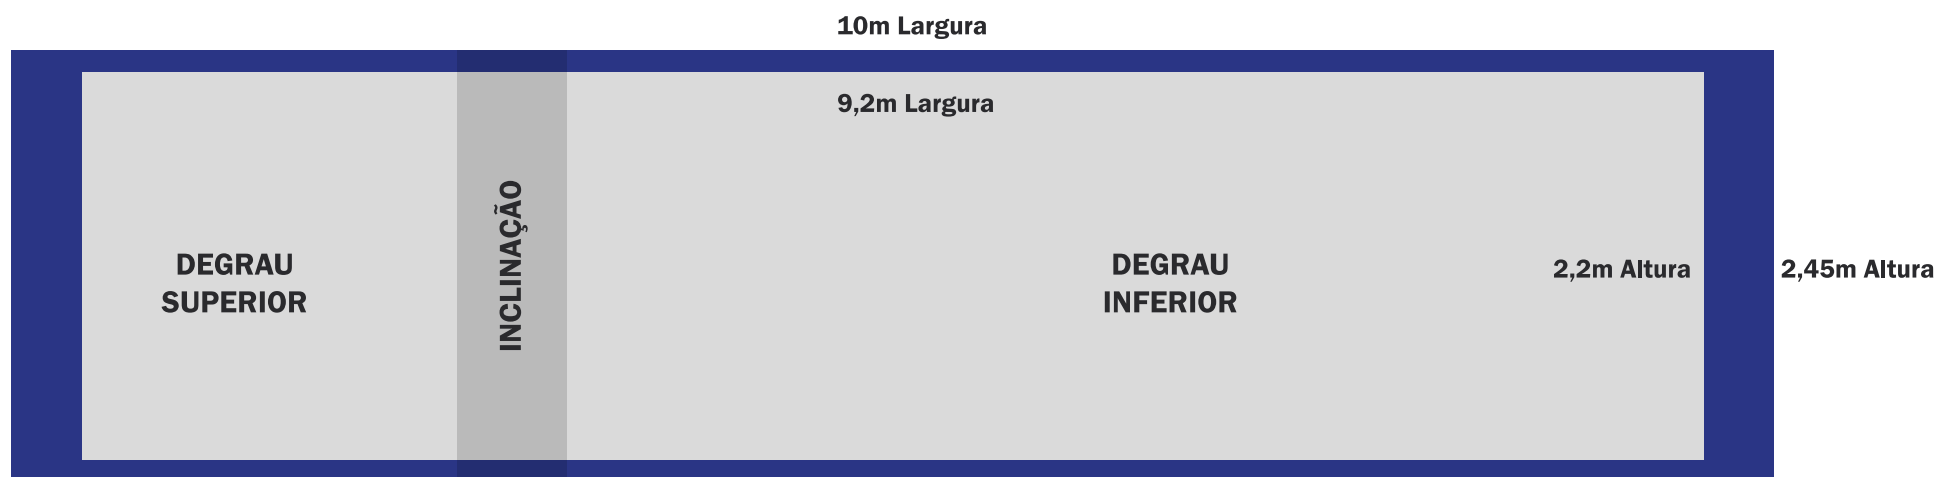 10m Largura
9,2m Largura
DEGRAU
SUPERIOR
INCLINAÇÃO
DEGRAU
INFERIOR
2,2m Altura
2,45m Altura